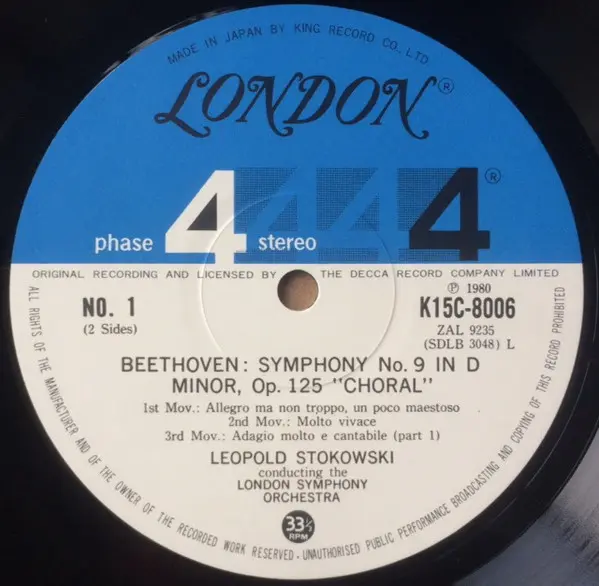 MADE IN JAPAN BY KING RECORD CO., LTD
LONDON®
phase 4 stereo 4 4 4®
ORIGINAL RECORDING AND LICENSED BY THE DECCA RECORD COMPANY LIMITED
℗ 1980
NO. 1
K15C-8006
(2 Sides)
ZAL 9235
(SDLB 3048) L
BEETHOVEN: SYMPHONY No. 9 IN D
MINOR, Op. 125 "CHORAL"
1st Mov.: Allegro ma non troppo, un poco maestoso
2nd Mov.: Molto vivace
3rd Mov.: Adagio molto e cantabile (part 1)
LEOPOLD STOKOWSKI
conducting the
LONDON SYMPHONY
ORCHESTRA
33⅓
RPM
ALL RIGHTS OF THE MANUFACTURER AND OF THE OWNER OF THE RECORDED WORK RESERVED · UNAUTHORISED PUBLIC PERFORMANCE BROADCASTING AND COPYING OF THIS RECORD PROHIBITED